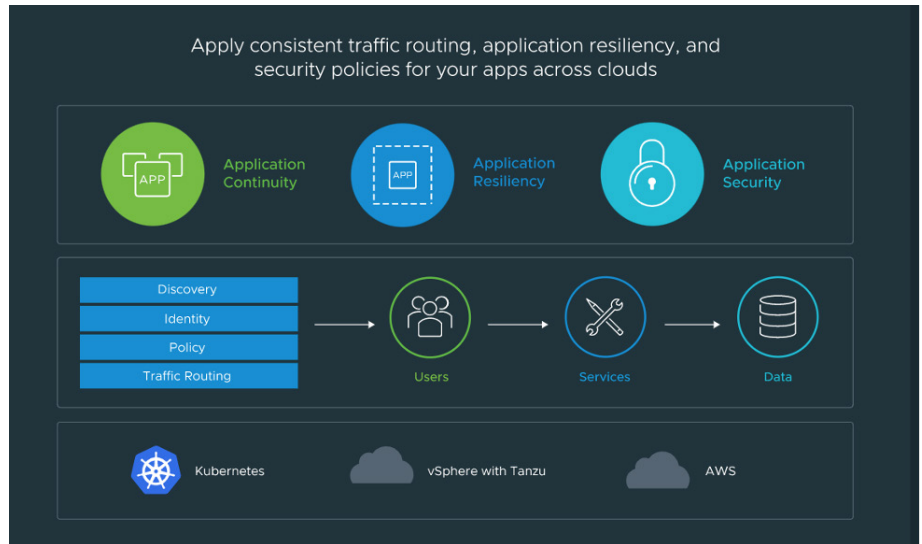 Apply consistent traffic routing, application resiliency, and
security policies for your apps across clouds
APP
Application
Continuity
APP
Application
Resiliency
Application
Security
Discovery
Identity
Policy
Traffic Routing
Users
Services
Data
Kubernetes
vSphere with Tanzu
AWS